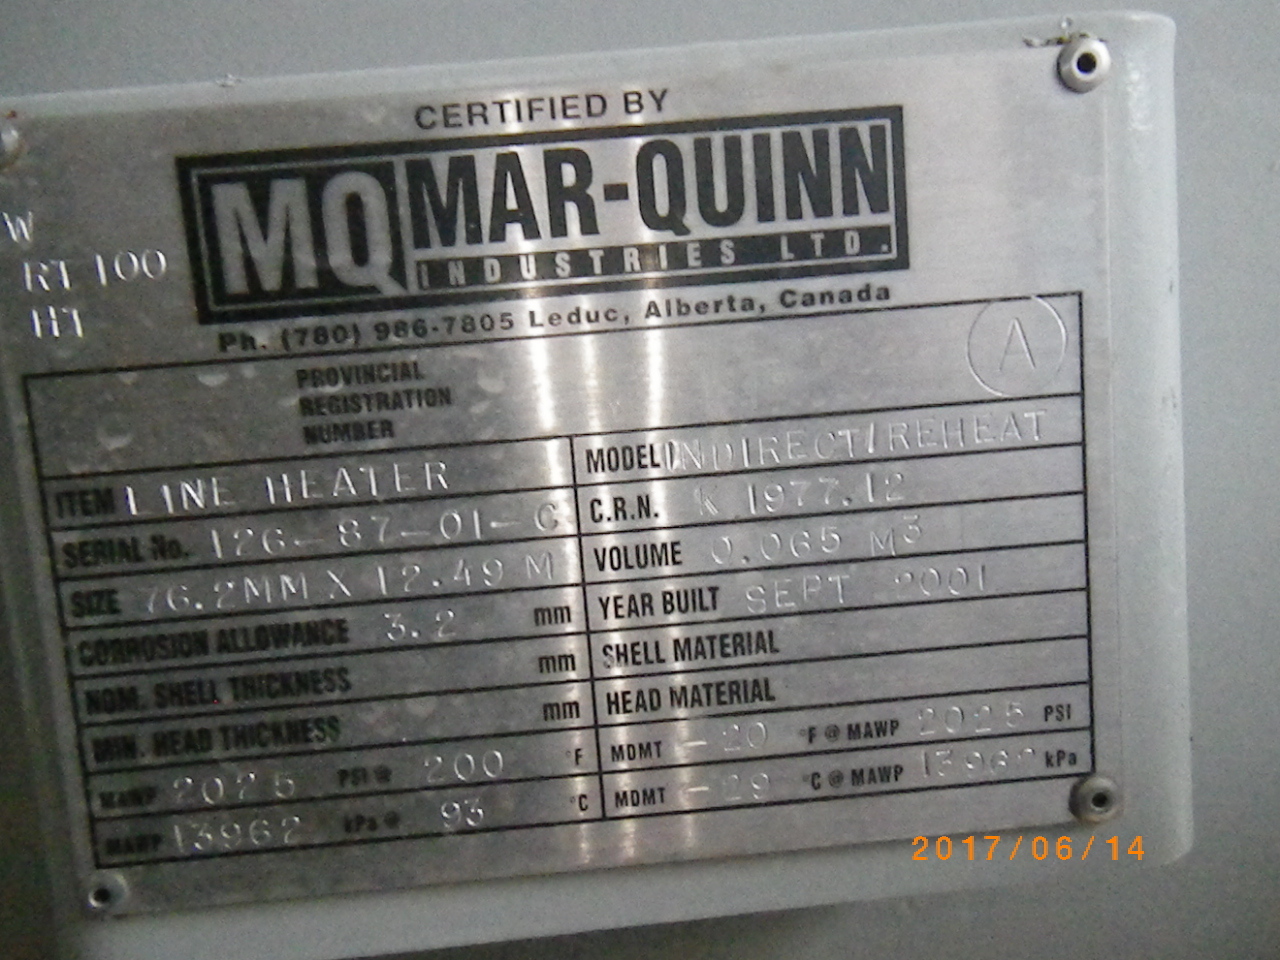 CERTIFIED BY
MQ MAR-QUINN
INDUSTRIES LTD.
Ph. (780) 986-7805 Leduc, Alberta, Canada
W
RT 100
HT
PROVINCIAL
REGISTRATION
NUMBER
A
ITEM LINE HEATER
MODEL INDIRECT/REHEAT
SERIAL No. 126-87-01-C
C.R.N. K 1977.12
SIZE 76.2MM X 12.49 M
VOLUME 0.065 M3
CORROSION ALLOWANCE 3.2 mm
YEAR BUILT SEPT 2001
NOM. SHELL THICKNESS mm
SHELL MATERIAL
MIN. HEAD THICKNESS mm
HEAD MATERIAL
MAWP 2025 PSI @ 200 °F
MDMT -20 °F @ MAWP 2025 PSI
MAWP 13962 kPa @ 93 °C
MDMT -29 °C @ MAWP 13962 kPa
2017/06/14